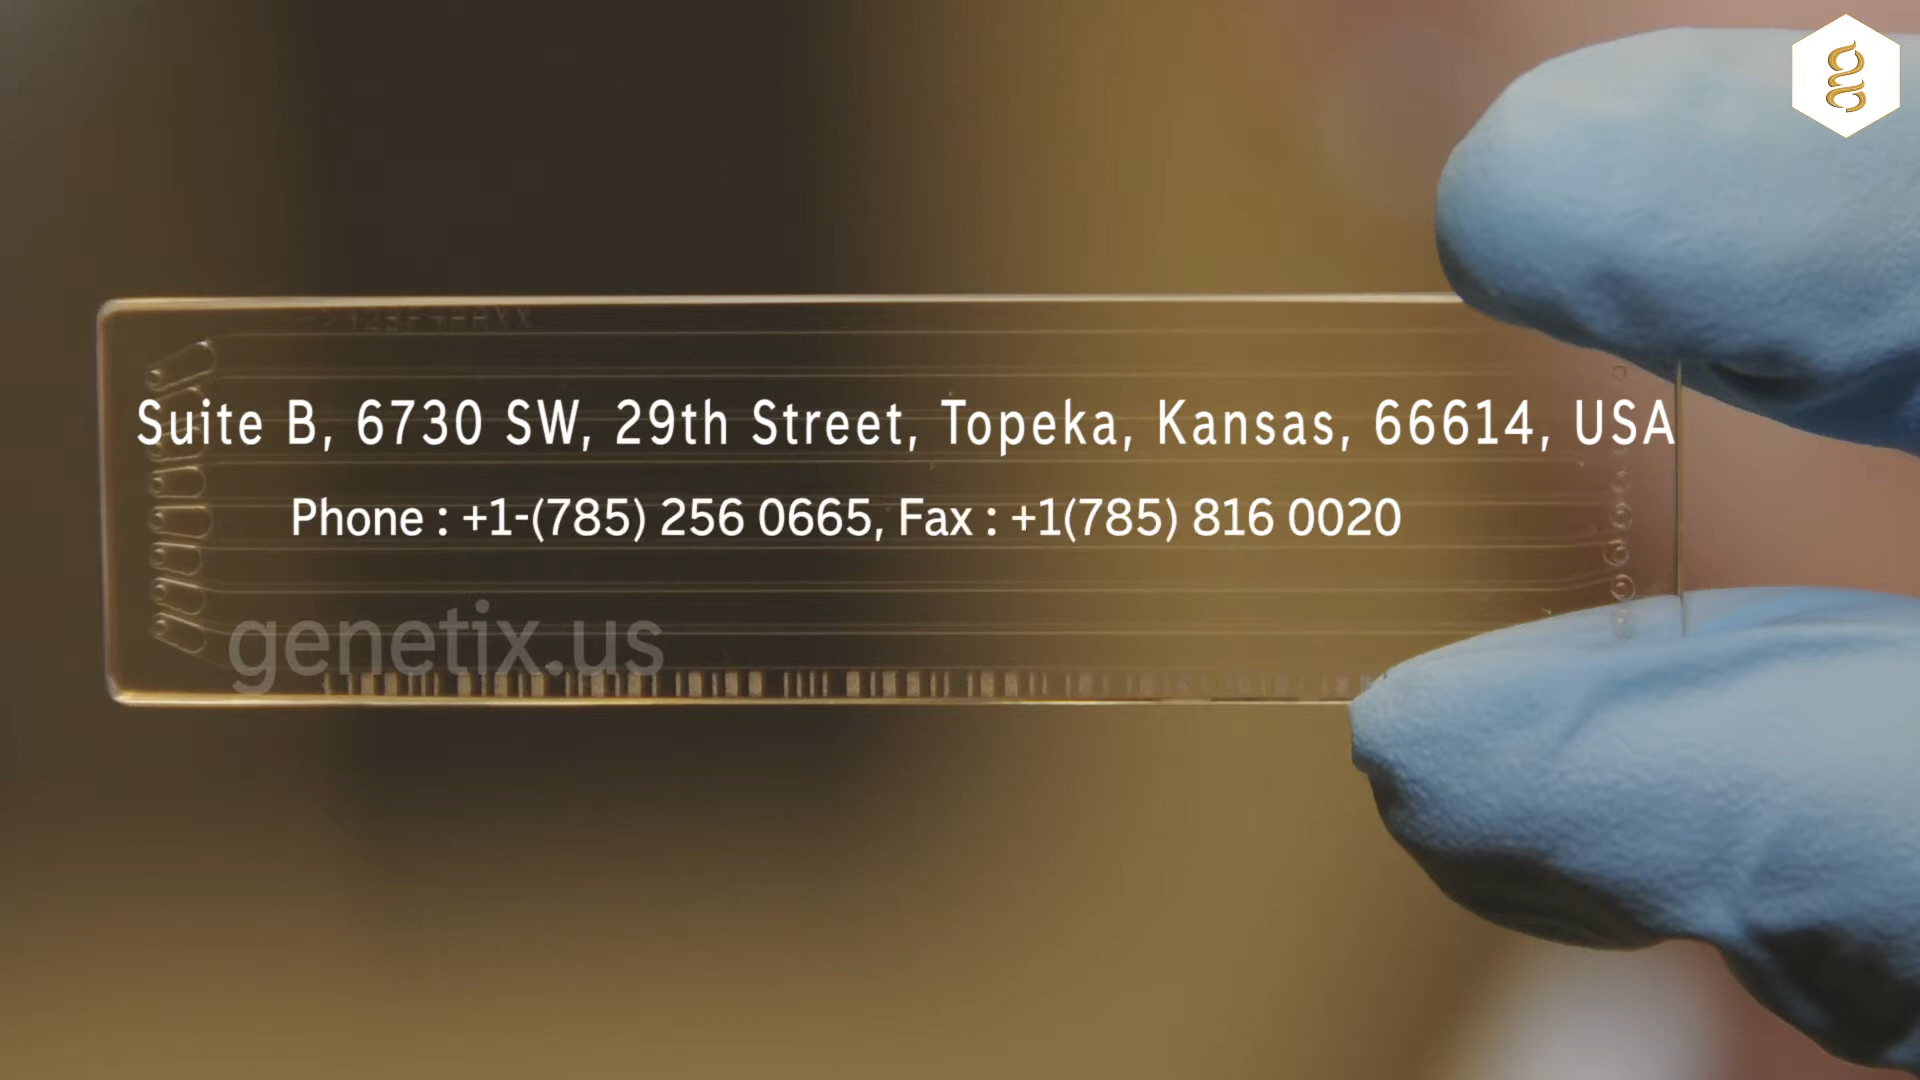 Suite B, 6730 SW, 29th Street, Topeka, Kansas, 66614, USA
Phone : +1-(785) 256 0665, Fax : +1(785) 816 0020
genetix.us